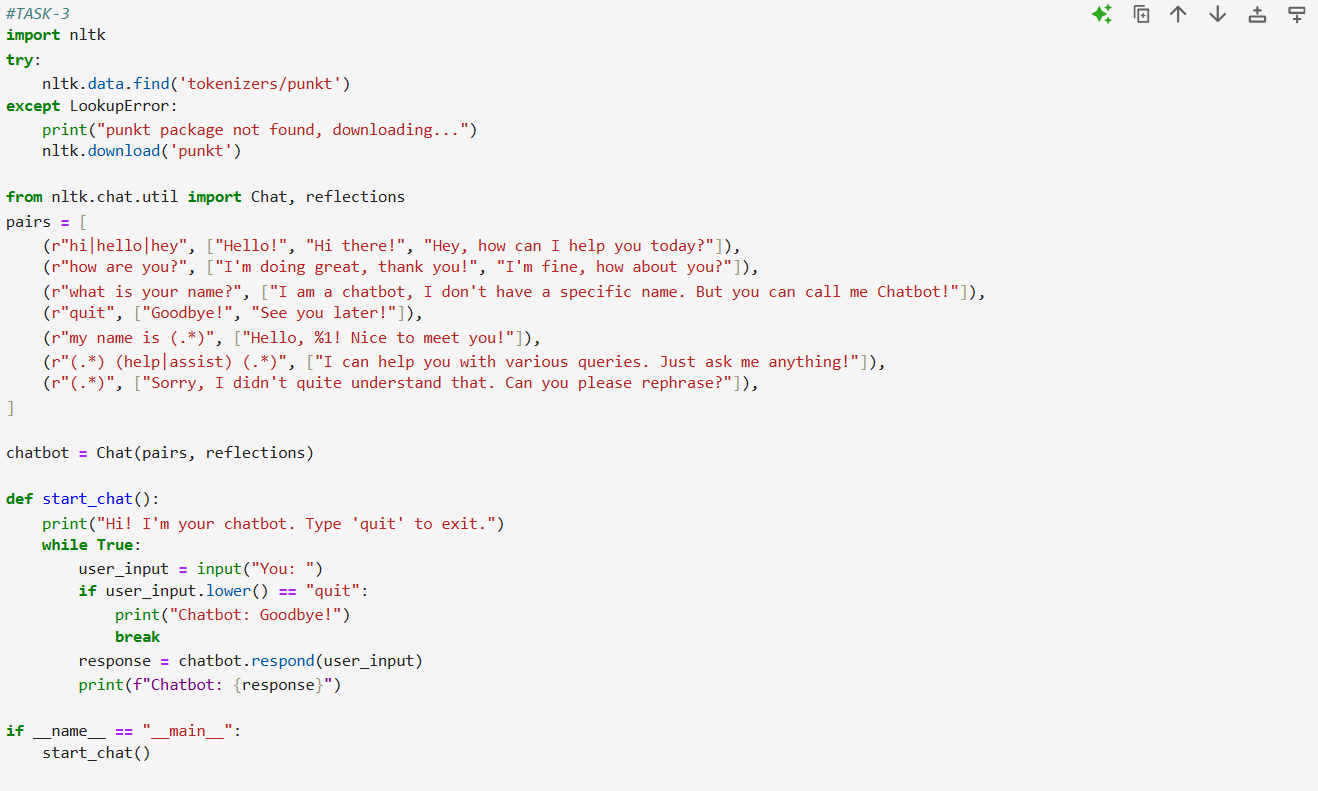 #TASK-3
import nltk
try:
    nltk.data.find('tokenizers/punkt')
except LookupError:
    print("punkt package not found, downloading...")
    nltk.download('punkt')

from nltk.chat.util import Chat, reflections
pairs = [
    (r"hi|hello|hey", ["Hello!", "Hi there!", "Hey, how can I help you today?"]),
    (r"how are you?", ["I'm doing great, thank you!", "I'm fine, how about you?"]),
    (r"what is your name?", ["I am a chatbot, I don't have a specific name. But you can call me Chatbot!"]),
    (r"quit", ["Goodbye!", "See you later!"]),
    (r"my name is (.*)", ["Hello, %1! Nice to meet you!"]),
    (r"(.*) (help|assist) (.*)", ["I can help you with various queries. Just ask me anything!"]),
    (r"(.*)", ["Sorry, I didn't quite understand that. Can you please rephrase?"]),
]

chatbot = Chat(pairs, reflections)

def start_chat():
    print("Hi! I'm your chatbot. Type 'quit' to exit.")
    while True:
        user_input = input("You: ")
        if user_input.lower() == "quit":
            print("Chatbot: Goodbye!")
            break
        response = chatbot.respond(user_input)
        print(f"Chatbot: {response}")

if __name__ == "__main__":
    start_chat()